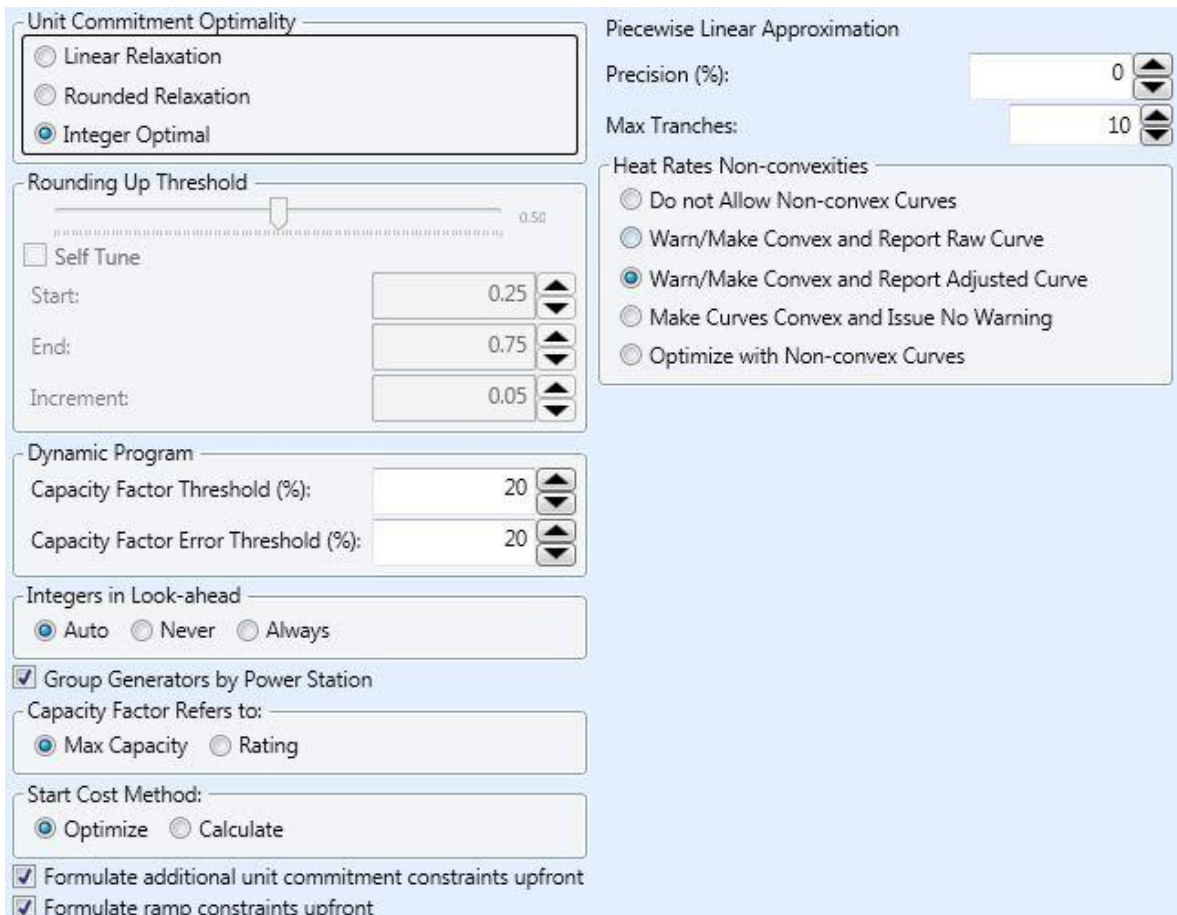 Unit Commitment Optimality
Linear Relaxation
Rounded Relaxation
Integer Optimal
Rounding Up Threshold
0.50
Self Tune
Start: 0.25
End: 0.75
Increment: 0.05
Dynamic Program
Capacity Factor Threshold (%): 20
Capacity Factor Error Threshold (%): 20
Integers in Look-ahead
Auto Never Always
Group Generators by Power Station
Capacity Factor Refers to:
Max Capacity Rating
Start Cost Method:
Optimize Calculate
Formulate additional unit commitment constraints upfront
Formulate ramp constraints upfront
Piecewise Linear Approximation
Precision (%): 0
Max Tranches: 10
Heat Rates Non-convexities
Do not Allow Non-convex Curves
Warn/Make Convex and Report Raw Curve
Warn/Make Convex and Report Adjusted Curve
Make Curves Convex and Issue No Warning
Optimize with Non-convex Curves